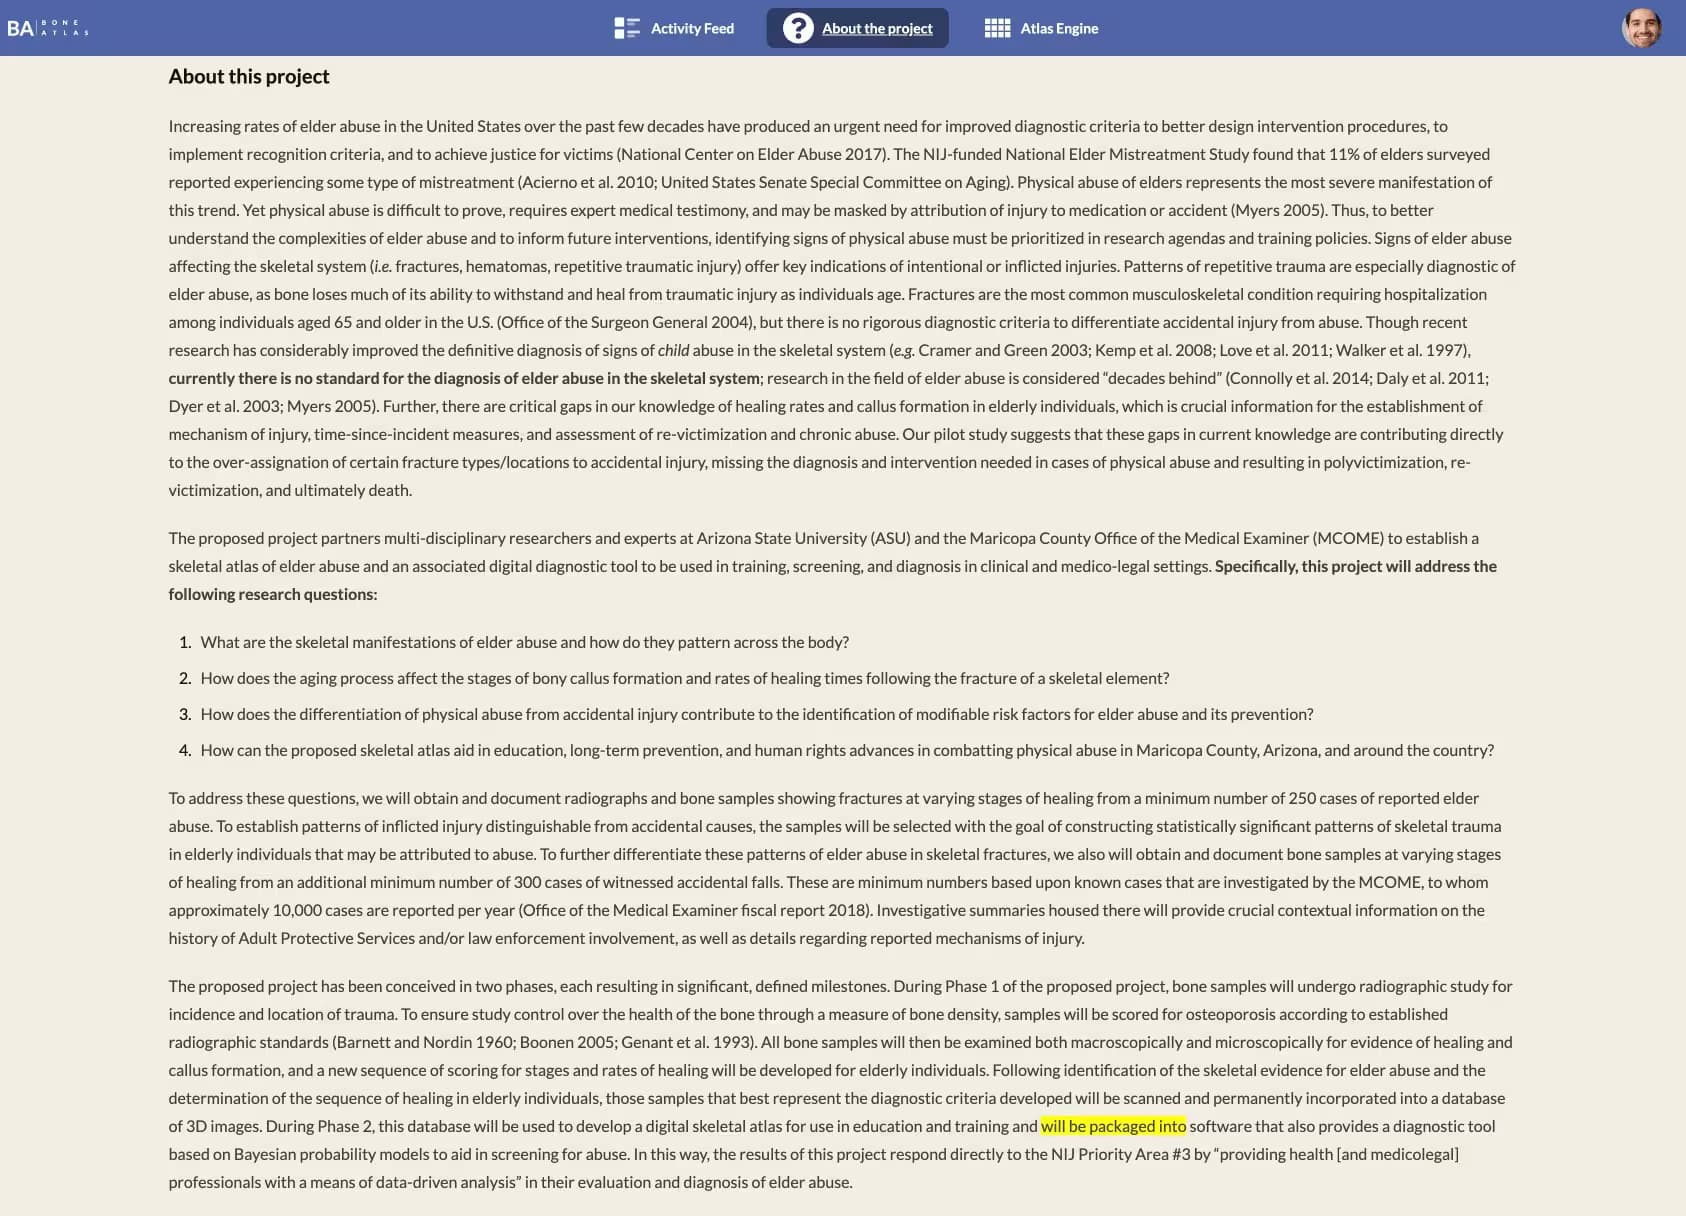 BA BONE ATLAS
Activity Feed
About the project
Atlas Engine
About this project
Increasing rates of elder abuse in the United States over the past few decades have produced an urgent need for improved diagnostic criteria to better design intervention procedures, to
implement recognition criteria, and to achieve justice for victims (National Center on Elder Abuse 2017). The NIJ-funded National Elder Mistreatment Study found that 11% of elders surveyed
reported experiencing some type of mistreatment (Acierno et al. 2010; United States Senate Special Committee on Aging). Physical abuse of elders represents the most severe manifestation of
this trend. Yet physical abuse is difficult to prove, requires expert medical testimony, and may be masked by attribution of injury to medication or accident (Myers 2005). Thus, to better
understand the complexities of elder abuse and to inform future interventions, identifying signs of physical abuse must be prioritized in research agendas and training policies. Signs of elder abuse
affecting the skeletal system (i.e. fractures, hematomas, repetitive traumatic injury) offer key indications of intentional or inflicted injuries. Patterns of repetitive trauma are especially diagnostic of
elder abuse, as bone loses much of its ability to withstand and heal from traumatic injury as individuals age. Fractures are the most common musculoskeletal condition requiring hospitalization
among individuals aged 65 and older in the U.S. (Office of the Surgeon General 2004), but there is no rigorous diagnostic criteria to differentiate accidental injury from abuse. Though recent
research has considerably improved the definitive diagnosis of signs of child abuse in the skeletal system (e.g. Cramer and Green 2003; Kemp et al. 2008; Love et al. 2011; Walker et al. 1997),
currently there is no standard for the diagnosis of elder abuse in the skeletal system; research in the field of elder abuse is considered “decades behind” (Connolly et al. 2014; Daly et al. 2011;
Dyer et al. 2003; Myers 2005). Further, there are critical gaps in our knowledge of healing rates and callus formation in elderly individuals, which is crucial information for the establishment of
mechanism of injury, time-since-incident measures, and assessment of re-victimization and chronic abuse. Our pilot study suggests that these gaps in current knowledge are contributing directly
to the over-assignation of certain fracture types/locations to accidental injury, missing the diagnosis and intervention needed in cases of physical abuse and resulting in polyvictimization, re-
victimization, and ultimately death.
The proposed project partners multi-disciplinary researchers and experts at Arizona State University (ASU) and the Maricopa County Office of the Medical Examiner (MCOME) to establish a
skeletal atlas of elder abuse and an associated digital diagnostic tool to be used in training, screening, and diagnosis in clinical and medico-legal settings. Specifically, this project will address the
following research questions:
1. What are the skeletal manifestations of elder abuse and how do they pattern across the body?
2. How does the aging process affect the stages of bony callus formation and rates of healing times following the fracture of a skeletal element?
3. How does the differentiation of physical abuse from accidental injury contribute to the identification of modifiable risk factors for elder abuse and its prevention?
4. How can the proposed skeletal atlas aid in education, long-term prevention, and human rights advances in combatting physical abuse in Maricopa County, Arizona, and around the country?
To address these questions, we will obtain and document radiographs and bone samples showing fractures at varying stages of healing from a minimum number of 250 cases of reported elder
abuse. To establish patterns of inflicted injury distinguishable from accidental causes, the samples will be selected with the goal of constructing statistically significant patterns of skeletal trauma
in elderly individuals that may be attributed to abuse. To further differentiate these patterns of elder abuse in skeletal fractures, we also will obtain and document bone samples at varying stages
of healing from an additional minimum number of 300 cases of witnessed accidental falls. These are minimum numbers based upon known cases that are investigated by the MCOME, to whom
approximately 10,000 cases are reported per year (Office of the Medical Examiner fiscal report 2018). Investigative summaries housed there will provide crucial contextual information on the
history of Adult Protective Services and/or law enforcement involvement, as well as details regarding reported mechanisms of injury.
The proposed project has been conceived in two phases, each resulting in significant, defined milestones. During Phase 1 of the proposed project, bone samples will undergo radiographic study for
incidence and location of trauma. To ensure study control over the health of the bone through a measure of bone density, samples will be scored for osteoporosis according to established
radiographic standards (Barnett and Nordin 1960; Boonen 2005; Genant et al. 1993). All bone samples will then be examined both macroscopically and microscopically for evidence of healing and
callus formation, and a new sequence of scoring for stages and rates of healing will be developed for elderly individuals. Following identification of the skeletal evidence for elder abuse and the
determination of the sequence of healing in elderly individuals, those samples that best represent the diagnostic criteria developed will be scanned and permanently incorporated into a database
of 3D images. During Phase 2, this database will be used to develop a digital skeletal atlas for use in education and training and will be packaged into software that also provides a diagnostic tool
based on Bayesian probability models to aid in screening for abuse. In this way, the results of this project respond directly to the NIJ Priority Area #3 by “providing health [and medicolegal]
professionals with a means of data-driven analysis” in their evaluation and diagnosis of elder abuse.